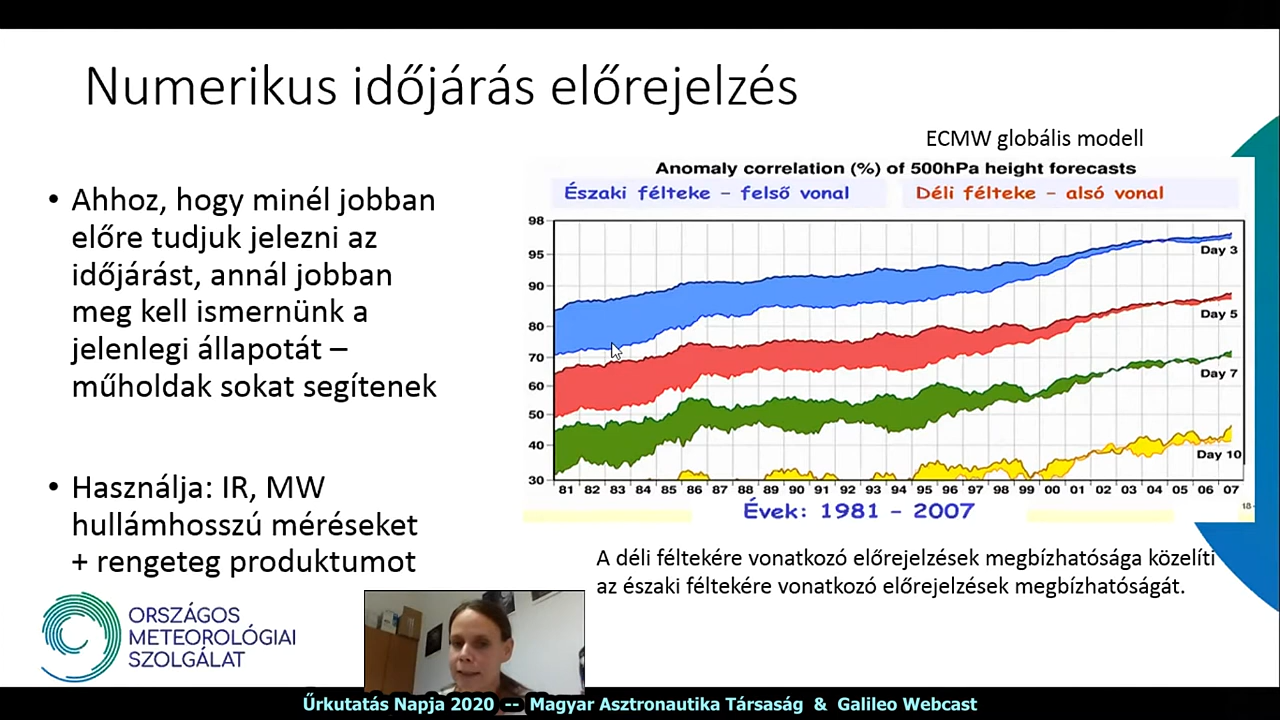 Numerikus időjárás előrejelzés
• Ahhoz, hogy minél jobban
előre tudjuk jelezni az
időjárást, annál jobban
meg kell ismernünk a
jelenlegi állapotát –
műholdak sokat segítenek
• Használja: IR, MW
hullámhosszú méréseket
+ rengeteg produktumot
ECMW globális modell
Anomaly correlation (%) of 500hPa height forecasts
Északi félteke – felső vonal
Déli félteke – alsó vonal
98
95
90
80
70
60
50
40
30
Day 3
Day 5
Day 7
Day 10
81 82 83 84 85 86 87 88 89 90 91 92 93 94 95 96 97 98 99 00 01 02 03 04 05 06 07
Évek: 1981 – 2007
18
A déli féltekére vonatkozó előrejelzések megbízhatósága közelíti
az északi féltekére vonatkozó előrejelzések megbízhatóságát.
ORSZÁGOS
METEOROLÓGIAI
SZOLGÁLAT
Űrkutatás Napja 2020 -- Magyar Asztronautika Társaság & Galileo Webcast